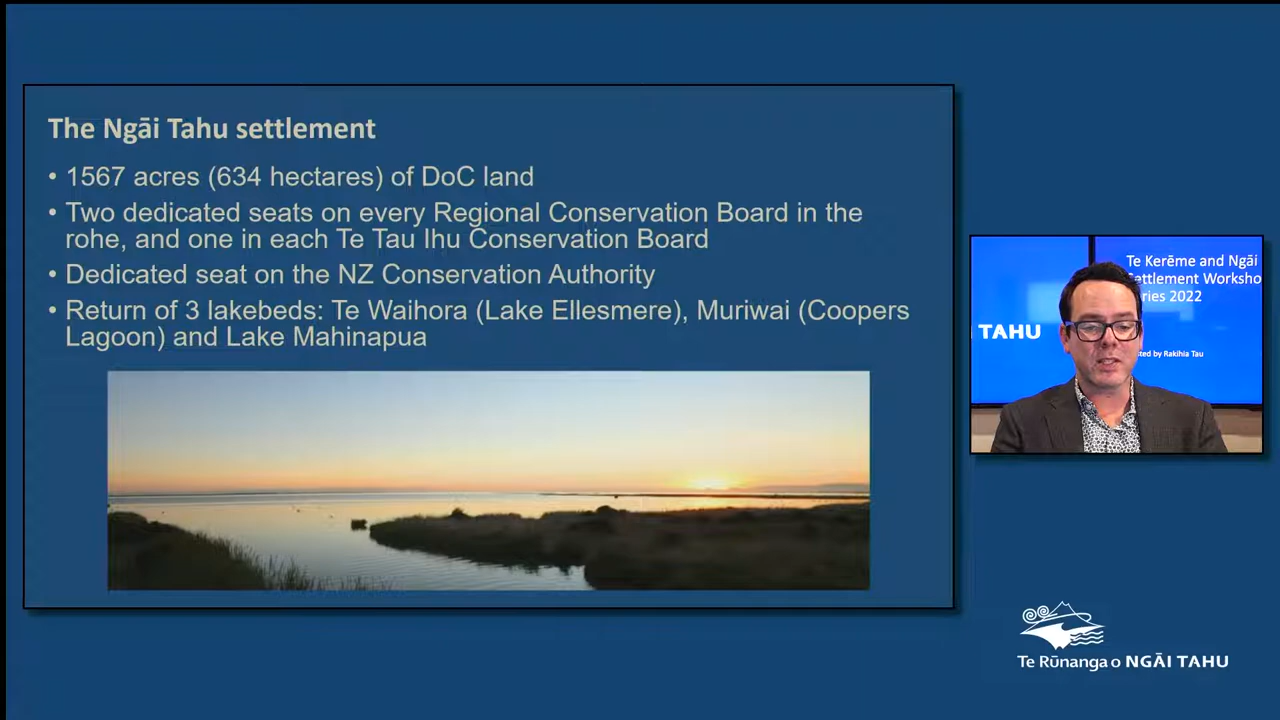 The Ngāi Tahu settlement
• 1567 acres (634 hectares) of DoC land
• Two dedicated seats on every Regional Conservation Board in the
rohe, and one in each Te Tau Ihu Conservation Board
• Dedicated seat on the NZ Conservation Authority
• Return of 3 lakebeds: Te Waihora (Lake Ellesmere), Muriwai (Coopers
Lagoon) and Lake Mahinapua
Te Kerēme and Ngāi
Settlement Worksho
ries 2022
TAHU
sted by Rakihia Tau
Te Rūnanga o NGĀI TAHU